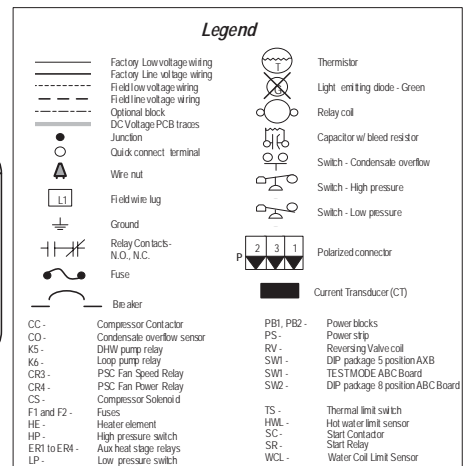 Legend
Factory Low voltage wiring
Factory Line voltage wiring
Field low voltage wiring
Field line voltage wiring
Optional block
DC Voltage PCB traces
Junction
Quick connect terminal
Wire nut
L1 Field wire lug
Ground
Relay Contacts-
N.O., N.C.
Fuse
Breaker
T Thermistor
G Light emitting diode - Green
Relay coil
Capacitor w/ bleed resistor
Switch - Condensate overflow
Switch - High pressure
Switch - Low pressure
P 2 3 1 Polarized connector
Current Transducer (CT)
CC - Compressor Contactor
CO - Condensate overflow sensor
K5 - DHW pump relay
K6 - Loop pump relay
CR3 - PSC Fan Speed Relay
CR4 - PSC Fan Power Relay
CS - Compressor Solenoid
F1 and F2 - Fuses
HE - Heater element
HP - High pressure switch
ER1 to ER4 - Aux heat stage relays
LP - Low pressure switch
PB1, PB2 - Power blocks
PS - Power strip
RV - Reversing Valve coil
SW1 - DIP package 5 position AXB
SW1 - TEST MODE ABC Board
SW2 - DIP package 8 position ABC Board
TS - Thermal limit switch
HWL - Hot water limit sensor
SC - Start Contactor
SR - Start Relay
WCL - Water Coil Limit Sensor